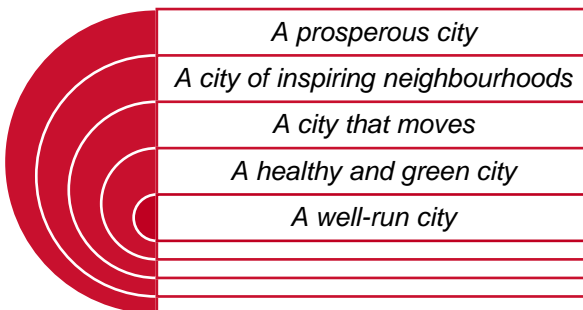 A prosperous city
A city of inspiring neighbourhoods
A city that moves
A healthy and green city
A well-run city